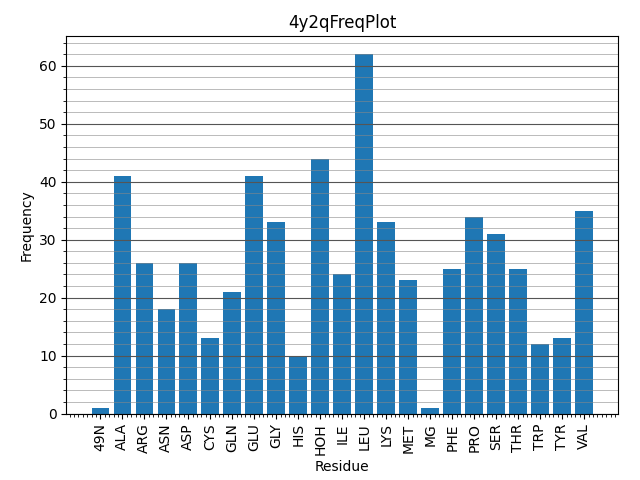 4y2qFreqPlot
Frequency
60
50
40
30
20
10
0
49N
ALA
ARG
ASN
ASP
CYS
GLN
GLU
GLY
HIS
HOH
ILE
LEU
LYS
MET
MG
PHE
PRO
SER
THR
TRP
TYR
VAL
Residue